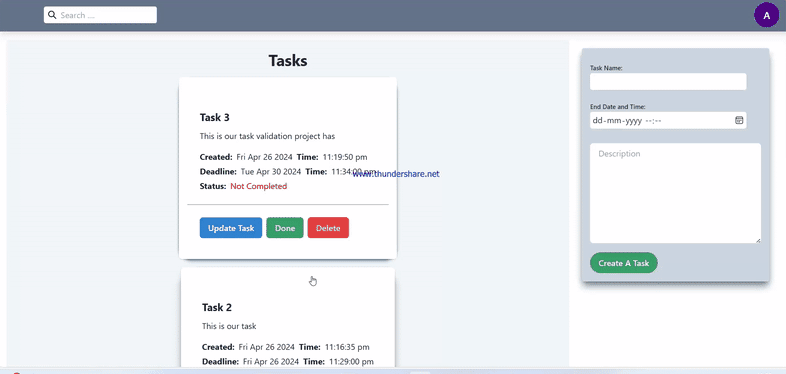 Search ...
A
Tasks
Task 3
This is our task validation project has
Created: Fri Apr 26 2024 Time: 11:19:50 pm
Deadline: Tue Apr 30 2024 Time: 11:34:00 pm
www.thundershare.net
Status: Not Completed
Update Task Done Delete
Task 2
This is our task
Created: Fri Apr 26 2024 Time: 11:16:35 pm
Deadline: Fri Apr 26 2024 Time: 11:29:00 pm
Task Name:
End Date and Time:
dd-mm-yyyy --:--
Description
Create A Task